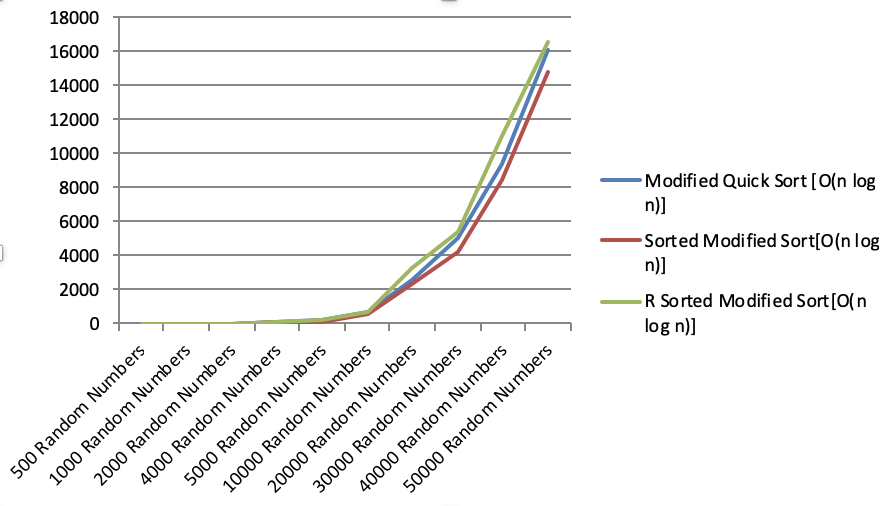 18000
16000
14000
12000
10000
8000
6000
4000
2000
0
500 Random Numbers
1000 Random Numbers
2000 Random Numbers
4000 Random Numbers
5000 Random Numbers
10000 Random Numbers
20000 Random Numbers
30000 Random Numbers
40000 Random Numbers
50000 Random Numbers
Modified Quick Sort [O(n log
n)]
Sorted Modified Sort[O(n log
n)]
R Sorted Modified Sort[O(n
log n)]